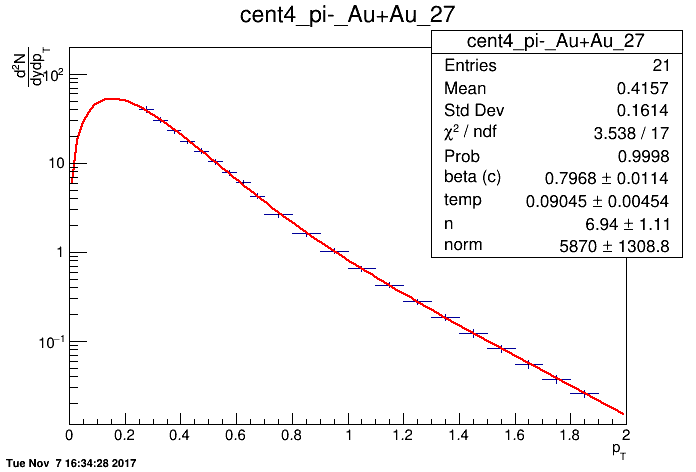 cent4_pi-_Au+Au_27
d²N
dydp_T
cent4_pi-_Au+Au_27
Entries 21
Mean 0.4157
Std Dev 0.1614
χ² / ndf 3.538 / 17
Prob 0.9998
beta (c) 0.7968 ± 0.0114
temp 0.09045 ± 0.00454
n 6.94 ± 1.11
norm 5870 ± 1308.8
10²
10
1
10⁻¹
0 0.2 0.4 0.6 0.8 1 1.2 1.4 1.6 1.8 2
p_T
Tue Nov 7 16:34:28 2017